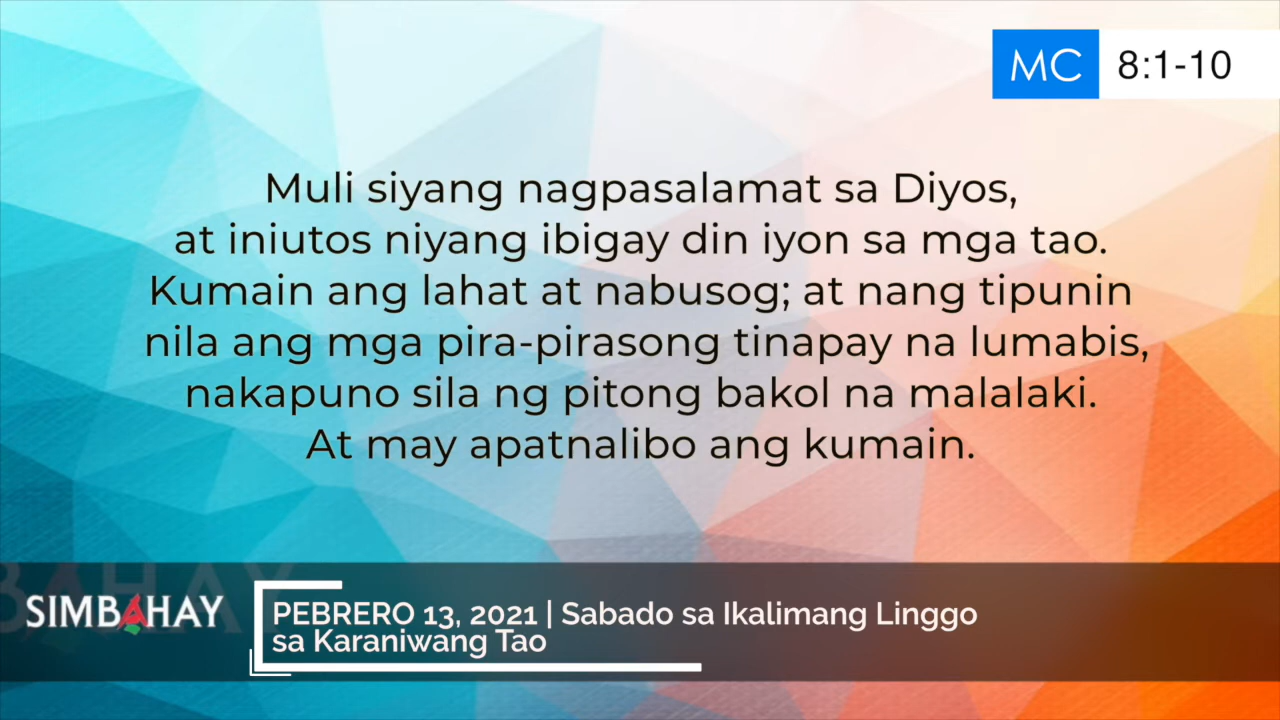 MC 8:1-10
Muli siyang nagpasalamat sa Diyos,
at iniutos niyang ibigay din iyon sa mga tao.
Kumain ang lahat at nabusog; at nang tipunin
nila ang mga pira-pirasong tinapay na lumabis,
nakapuno sila ng pitong bakol na malalaki.
At may apatnalibo ang kumain.
SIMBAHAY
PEBRERO 13, 2021 | Sabado sa Ikalimang Linggo
sa Karaniwang Tao